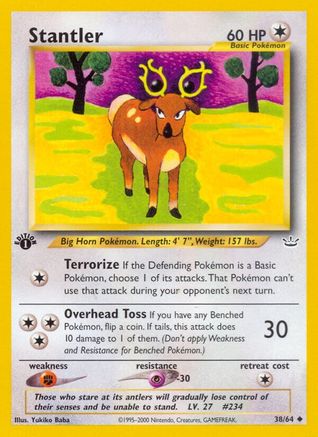 Stantler 60 HP
Basic Pokémon
EDITION
1
Big Horn Pokémon. Length: 4' 7", Weight: 157 lbs.
Terrorize If the Defending Pokémon is a Basic
Pokémon, choose 1 of its attacks. That Pokémon can't
use that attack during your opponent's next turn.
Overhead Toss If you have any Benched
Pokémon, flip a coin. If tails, this attack does
10 damage to 1 of them. (Don't apply Weakness
and Resistance for Benched Pokémon.)
30
weakness resistance retreat cost
-30
Those who stare at its antlers will gradually lose control of
their senses and be unable to stand. LV. 27 #234
Illus. Yukiko Baba ©1995–2000 Nintendo, Creatures, GAMEFREAK. 38/64